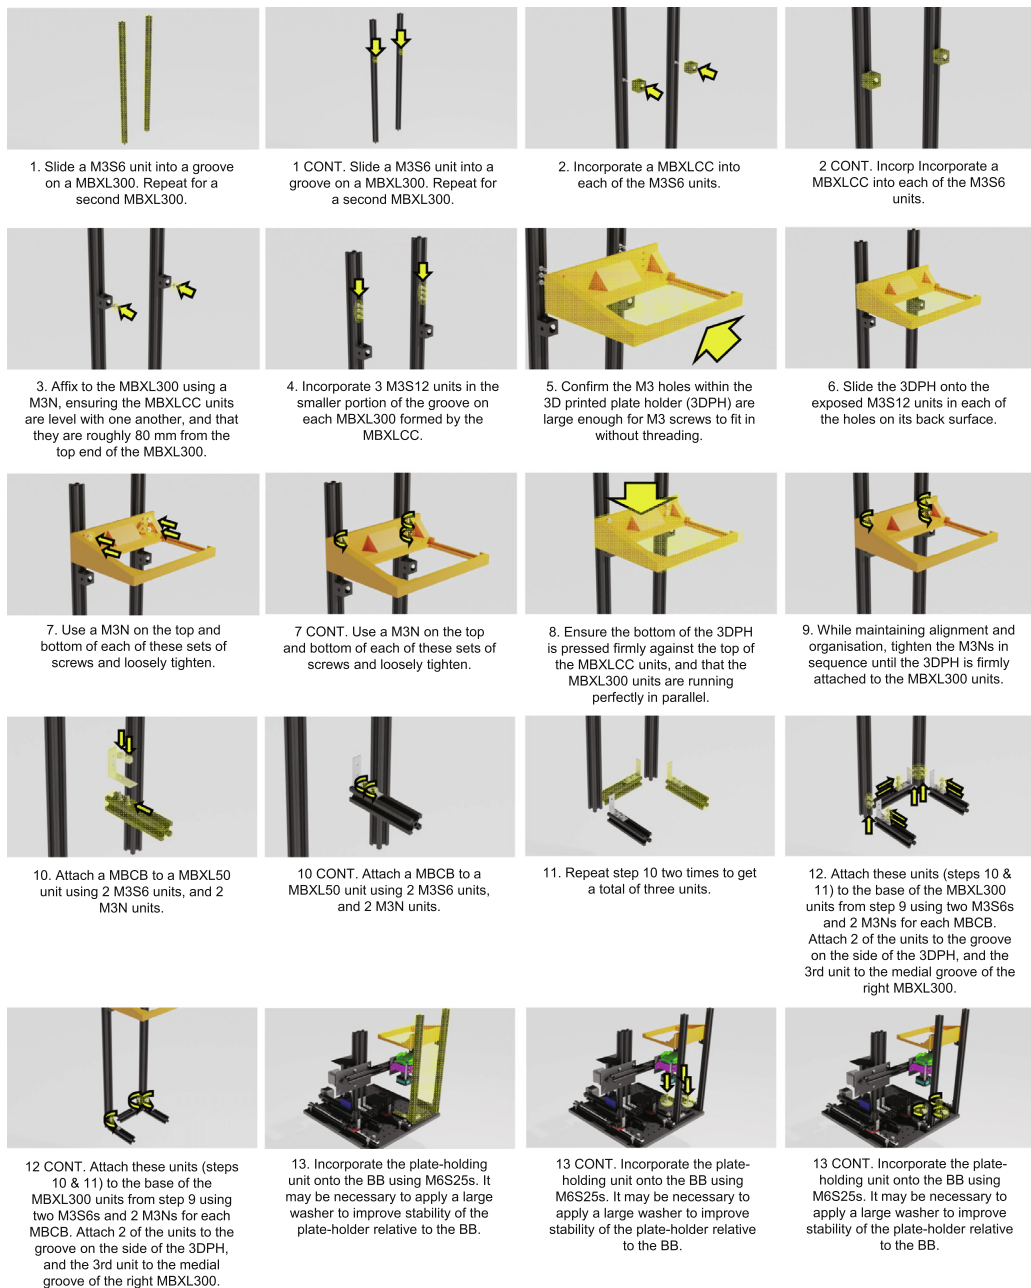 1. Slide a M3S6 unit into a groove
on a MBXL300. Repeat for a
second MBXL300.
1 CONT. Slide a M3S6 unit into a
groove on a MBXL300. Repeat for
a second MBXL300.
2. Incorporate a MBXLCC into
each of the M3S6 units.
2 CONT. Incorp Incorporate a
MBXLCC into each of the M3S6
units.
3. Affix to the MBXL300 using a
M3N, ensuring the MBXLCC units
are level with one another, and that
they are roughly 80 mm from the
top end of the MBXL300.
4. Incorporate 3 M3S12 units in the
smaller portion of the groove on
each MBXL300 formed by the
MBXLCC.
5. Confirm the M3 holes within the
3D printed plate holder (3DPH) are
large enough for M3 screws to fit in
without threading.
6. Slide the 3DPH onto the
exposed M3S12 units in each of
the holes on its back surface.
7. Use a M3N on the top and
bottom of each of these sets of
screws and loosely tighten.
7 CONT. Use a M3N on the top
and bottom of each of these sets of
screws and loosely tighten.
8. Ensure the bottom of the 3DPH
is pressed firmly against the top of
the MBXLCC units, and that the
MBXL300 units are running
perfectly in parallel.
9. While maintaining alignment and
organisation, tighten the M3Ns in
sequence until the 3DPH is firmly
attached to the MBXL300 units.
10. Attach a MBCB to a MBXL50
unit using 2 M3S6 units, and 2
M3N units.
10 CONT. Attach a MBCB to a
MBXL50 unit using 2 M3S6 units,
and 2 M3N units.
11. Repeat step 10 two times to get
a total of three units.
12. Attach these units (steps 10 &
11) to the base of the MBXL300
units from step 9 using two M3S6s
and 2 M3Ns for each MBCB.
Attach 2 of the units to the groove
on the side of the 3DPH, and the
3rd unit to the medial groove of the
right MBXL300.
12 CONT. Attach these units (steps
10 & 11) to the base of the
MBXL300 units from step 9 using
two M3S6s and 2 M3Ns for each
MBCB. Attach 2 of the units to the
groove on the side of the 3DPH,
and the 3rd unit to the medial
groove of the right MBXL300.
13. Incorporate the plate-holding
unit onto the BB using M6S25s. It
may be necessary to apply a large
washer to improve stability of the
plate-holder relative to the BB.
13 CONT. Incorporate the plate-
holding unit onto the BB using
M6S25s. It may be necessary to
apply a large washer to improve
stability of the plate-holder relative
to the BB.
13 CONT. Incorporate the plate-
holding unit onto the BB using
M6S25s. It may be necessary to
apply a large washer to improve
stability of the plate-holder relative
to the BB.